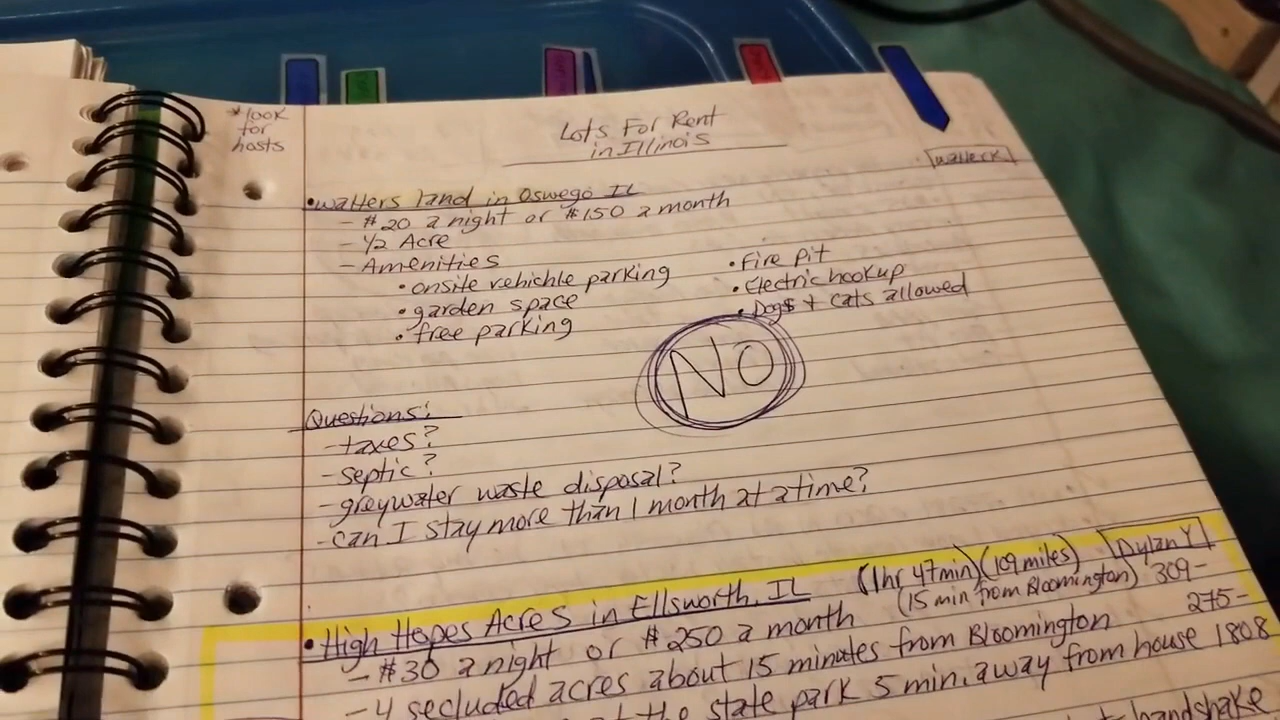 *look
for
hosts
Lots For Rent
in Illinois
Walter K
•Walters land in Oswego IL
- $20 a night or $150 a month
- 1/2 Acre
- Amenities
• onsite vehichle parking
• garden space
• free parking
• Fire pit
• Electric hookup
• Dogs + cats allowed
NO
Questions:
-taxes?
-septic?
-greywater waste disposal?
-can I stay more than 1 month at a time?
•High Hopes Acres in Ellsworth, IL (1hr 47min) (109 miles) Dylan Y
(15 min from Bloomington) 309-
- $30 a night or $250 a month 275-
- 4 secluded acres about 15 minutes from Bloomington 1808
the state park 5 min. away from house
handshake